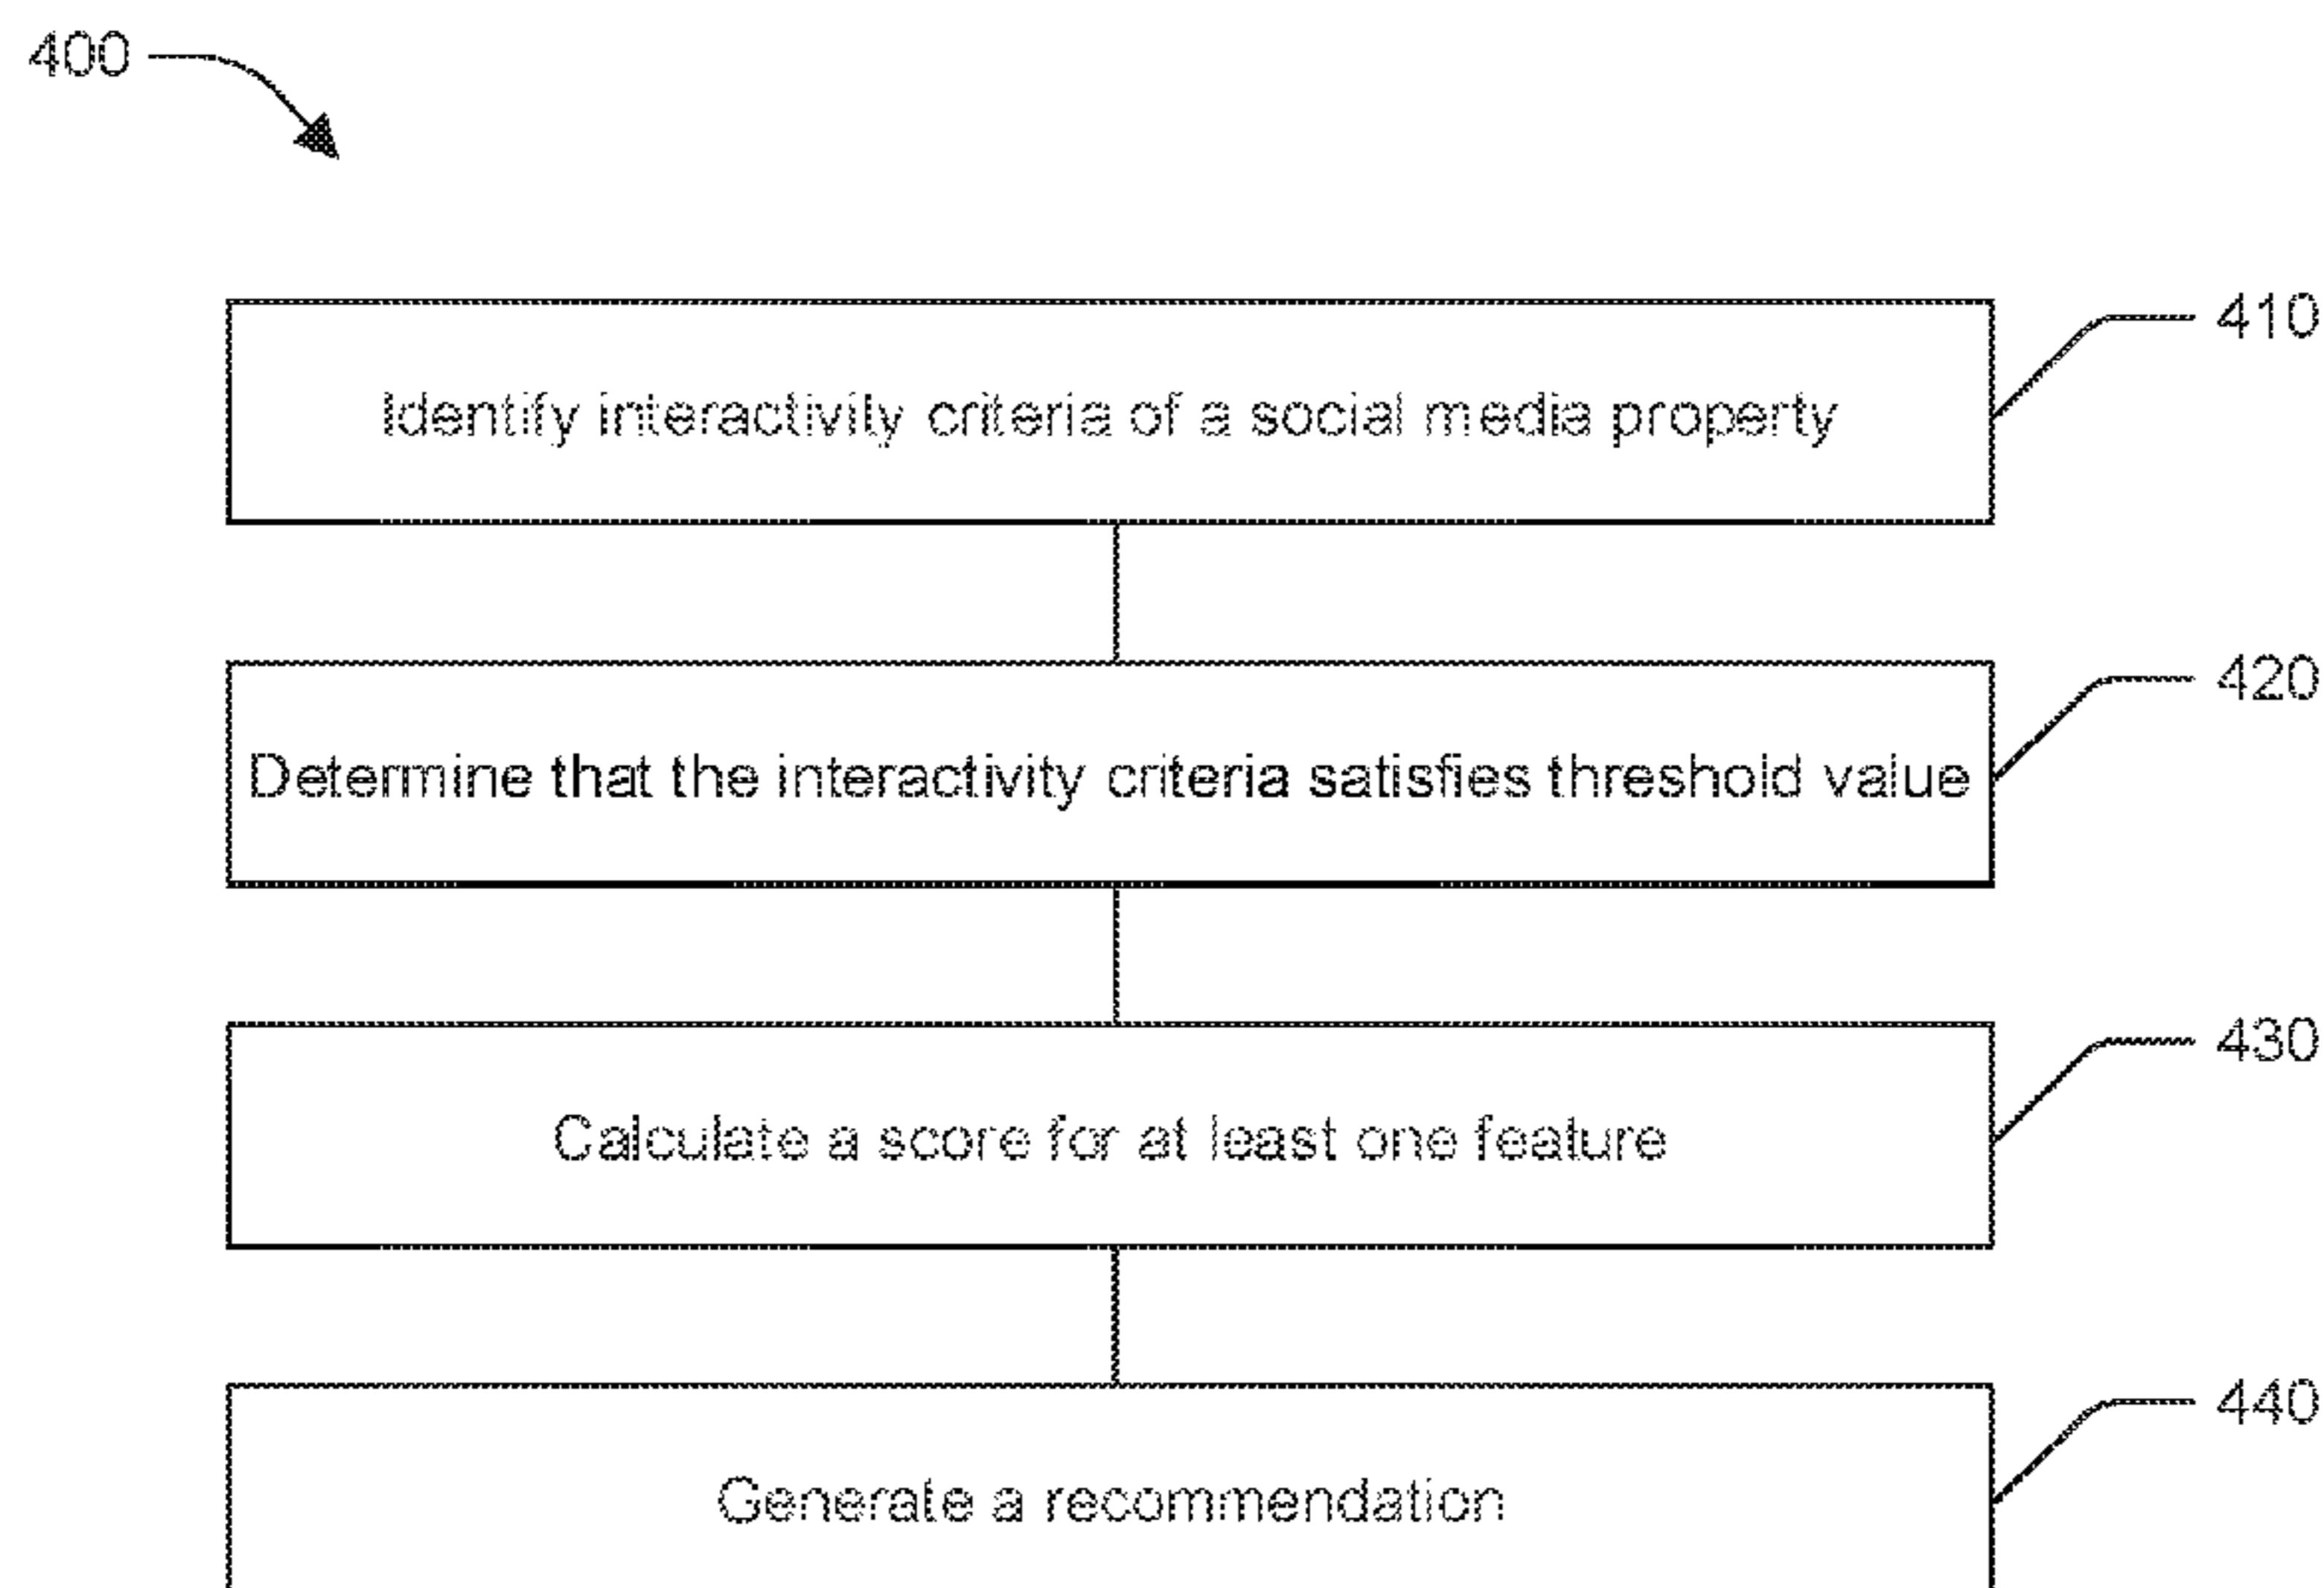 400
410
Identify interactivity criteria of a social media property
420
Determine that the interactivity criteria satisfies threshold value
430
Calculate a score for at least one feature
440
Generate a recommendation